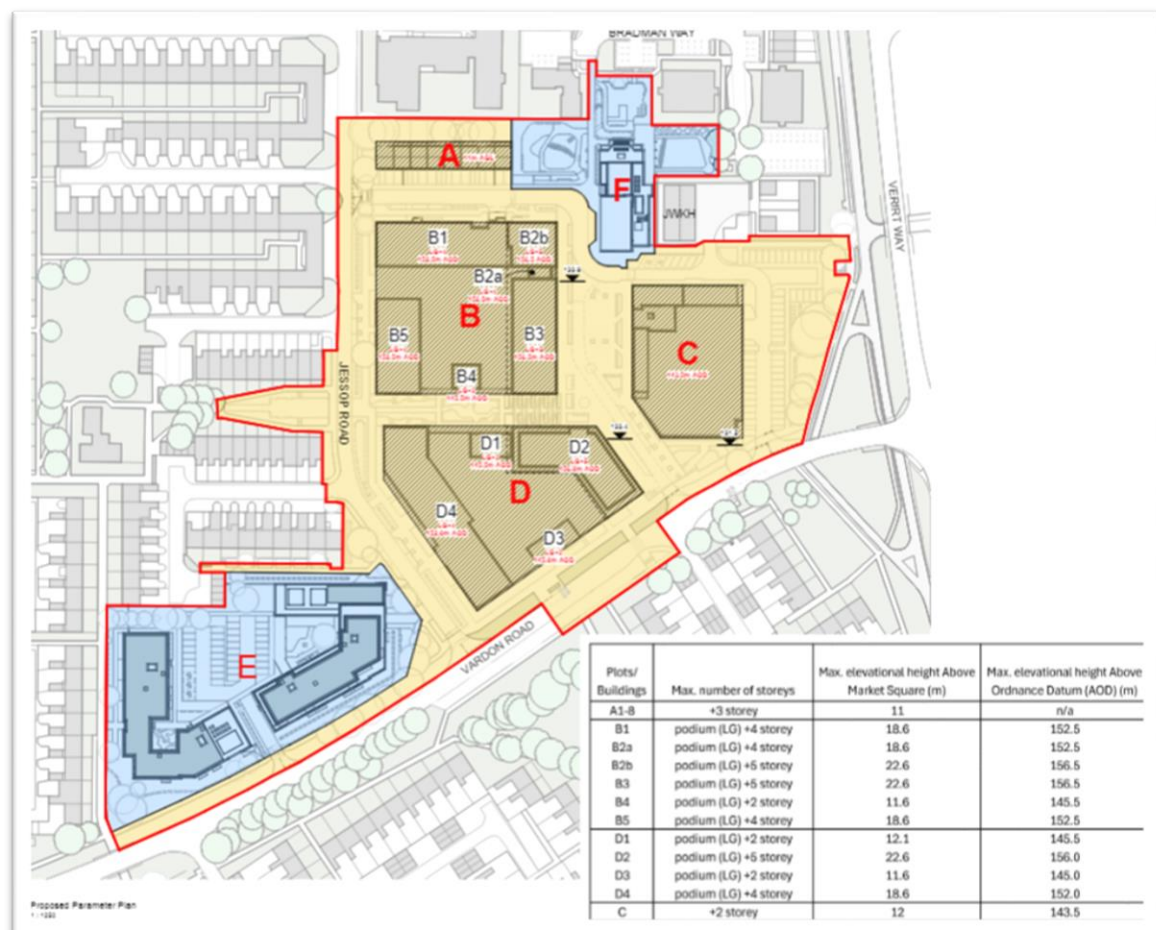 BRADMAN WAY
A
F
JWKH
VERRT WAY
B1
B2b
B2a
B
B5
B3
B4
C
JESSOP ROAD
D1
D2
D
D4
D3
E
VARDON ROAD
Plots/ Buildings | Max. number of storeys | Max. elevational height Above Market Square (m) | Max. elevational height Above Ordnance Datum (AOD) (m)
A1-8 | +3 storey | 11 | n/a
B1 | podium (LG) +4 storey | 18.6 | 152.5
B2a | podium (LG) +4 storey | 18.6 | 152.5
B2b | podium (LG) +5 storey | 22.6 | 156.5
B3 | podium (LG) +5 storey | 22.6 | 156.5
B4 | podium (LG) +2 storey | 11.6 | 145.5
B5 | podium (LG) +4 storey | 18.6 | 152.5
D1 | podium (LG) +2 storey | 12.1 | 145.5
D2 | podium (LG) +5 storey | 22.6 | 156.0
D3 | podium (LG) +2 storey | 11.6 | 145.0
D4 | podium (LG) +4 storey | 18.6 | 152.0
C | +2 storey | 12 | 143.5
Proposed Parameter Plan